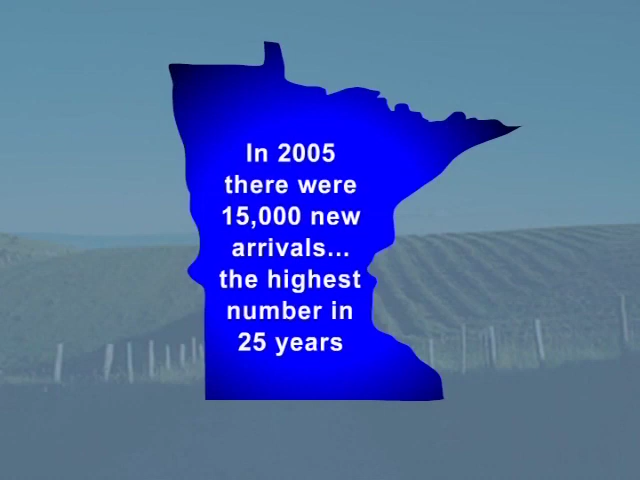 In 2005
there were
15,000 new
arrivals...
the highest
number in
25 years